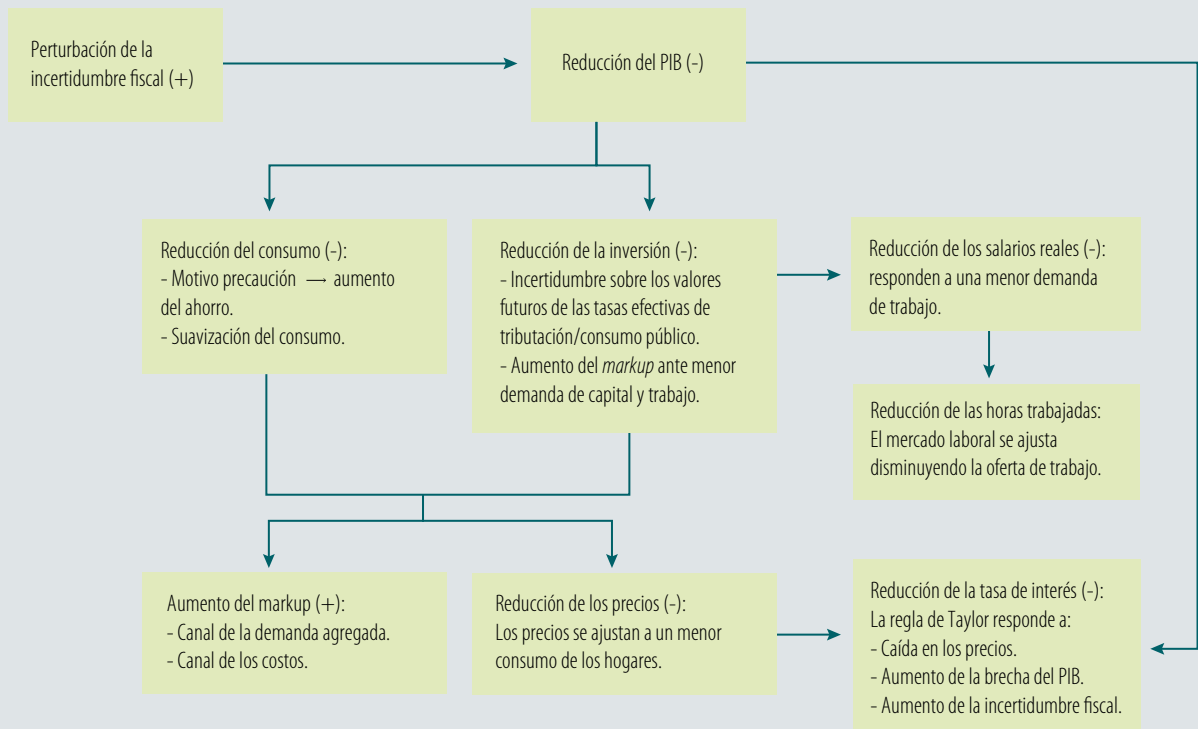 Perturbación de la
incertidumbre fiscal (+)
Reducción del PIB (-)
Reducción del consumo (-):
- Motivo precaución → aumento
del ahorro.
- Suavización del consumo.
Reducción de la inversión (-):
- Incertidumbre sobre los valores
futuros de las tasas efectivas de
tributación/consumo público.
- Aumento del markup ante menor
demanda de capital y trabajo.
Reducción de los salarios reales (-):
responden a una menor demanda
de trabajo.
Reducción de las horas trabajadas:
El mercado laboral se ajusta
disminuyendo la oferta de trabajo.
Aumento del markup (+):
- Canal de la demanda agregada.
- Canal de los costos.
Reducción de los precios (-):
Los precios se ajustan a un menor
consumo de los hogares.
Reducción de la tasa de interés (-):
La regla de Taylor responde a:
- Caída en los precios.
- Aumento de la brecha del PIB.
- Aumento de la incertidumbre fiscal.